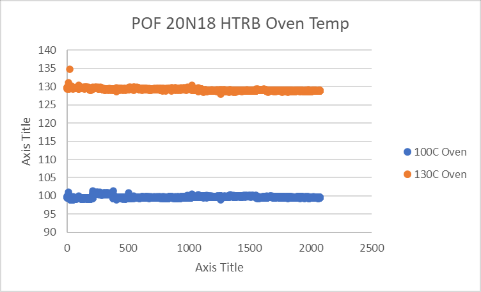 POF 20N18 HTRB Oven Temp
140
135
130
125
120
115
110
105
100
95
90
Axis Title
100C Oven
130C Oven
0 500 1000 1500 2000 2500
Axis Title